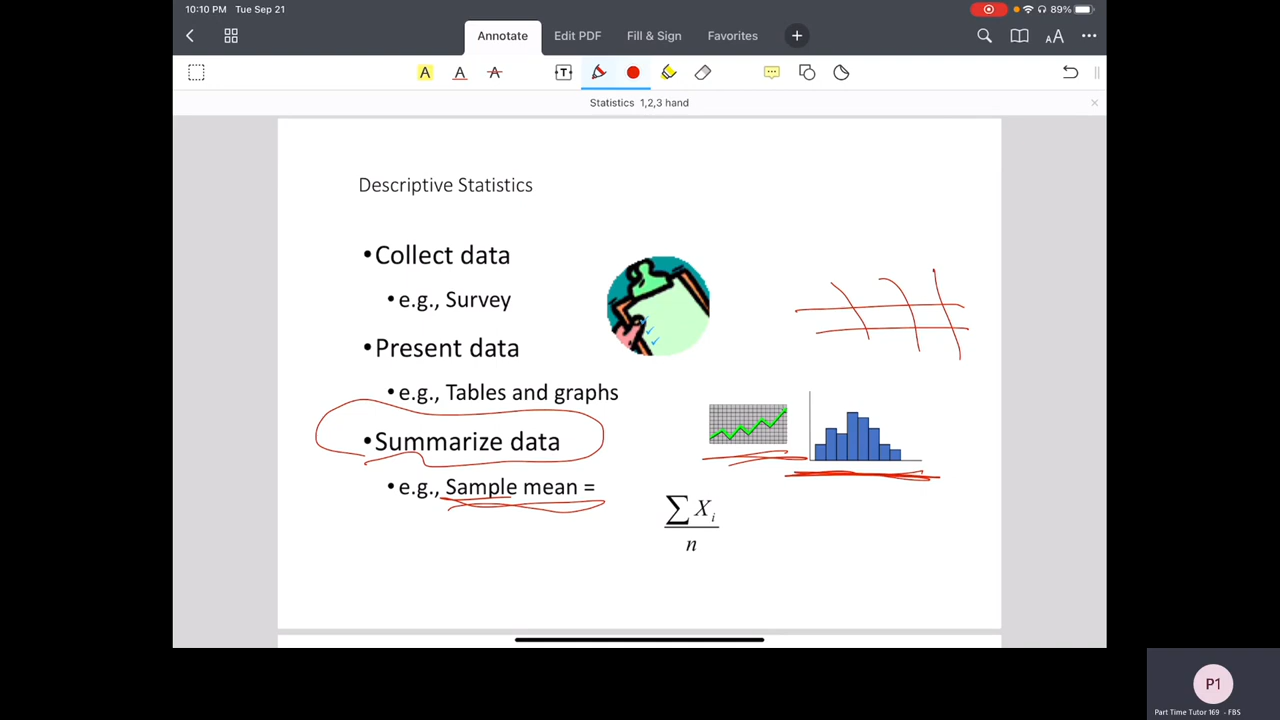 10:10 PM Tue Sep 21
89%
Annotate Edit PDF Fill & Sign Favorites
AA
A A A T
Statistics 1,2,3 hand
Descriptive Statistics
•Collect data
•e.g., Survey
•Present data
•e.g., Tables and graphs
•Summarize data
•e.g., Sample mean =
∑ Xi
n
P1
Part Time Tutor 169 - FBS